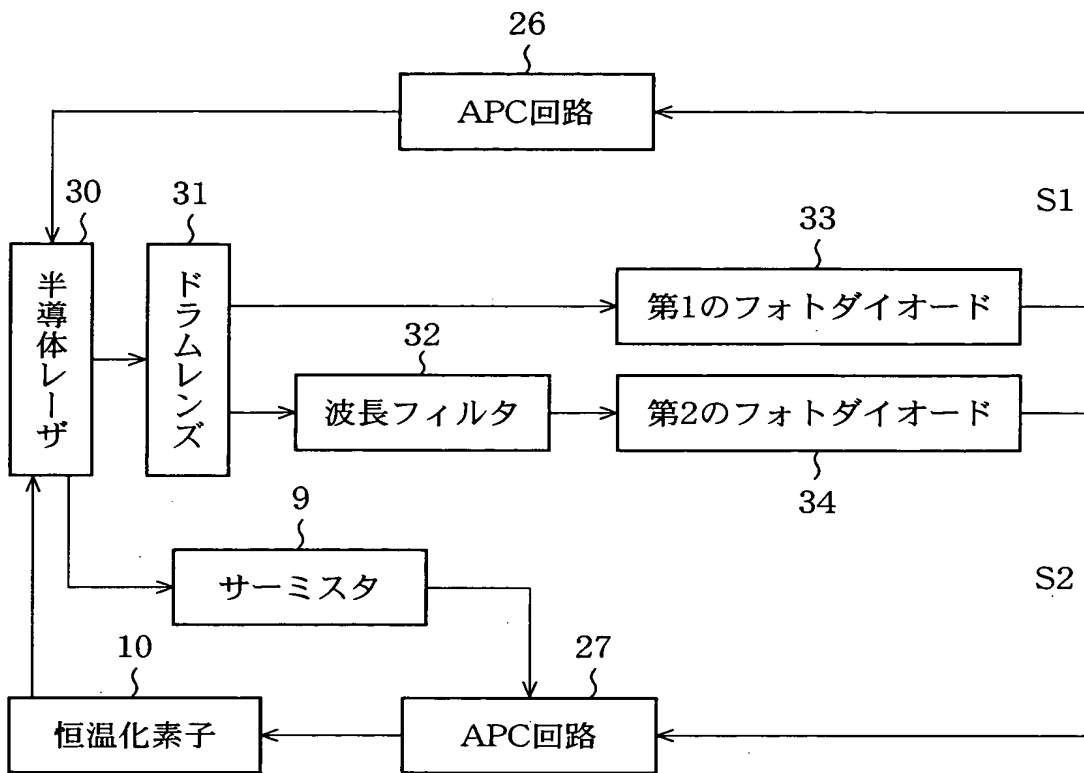 26
APC回路
S1
30
31
33
半導体レーザ
ドラムレンズ
第1のフォトダイオード
32
波長フィルタ
第2のフォトダイオード
34
9
サーミスタ
S2
10
27
恒温化素子
APC回路